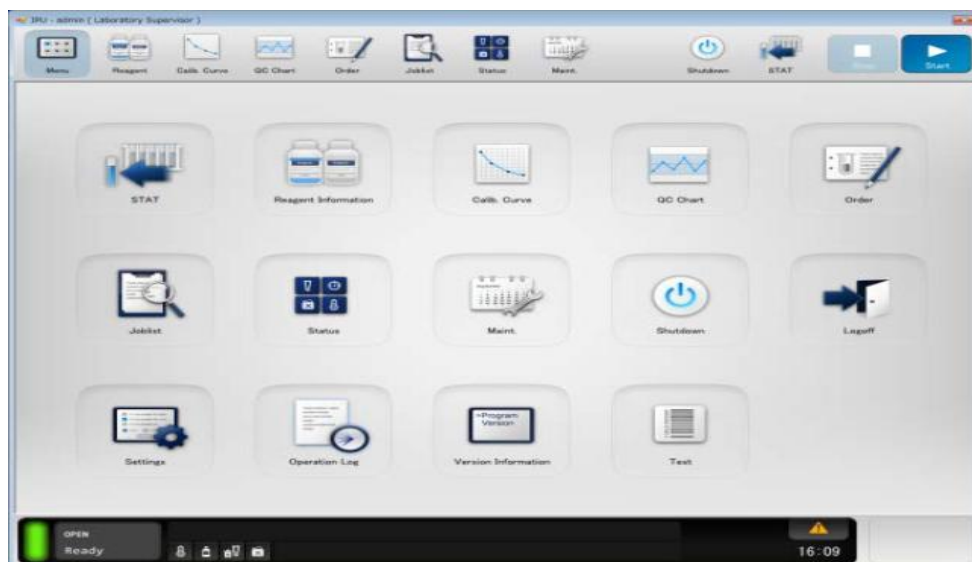 IPU - admin ( Laboratory Supervisor )
Menu Reagent Calib. Curve QC Chart Order Joblist Status Maint. Shutdown STAT Stop Start
STAT Reagent Information Calib. Curve QC Chart Order
Joblist Status Maint. Shutdown Logoff
Program
Version
Settings Operation Log Version Information Test
OPEN
Ready
16:09